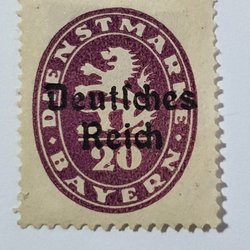 DIENSTMARKE
Deutsches
Reich
20
BAYERN